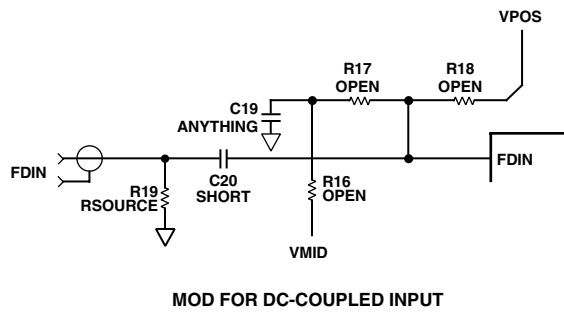 VPOS
R17
OPEN
R18
OPEN
C19
ANYTHING
FDIN
R19
RSOURCE
C20
SHORT
R16
OPEN
FDIN
VMID
MOD FOR DC-COUPLED INPUT